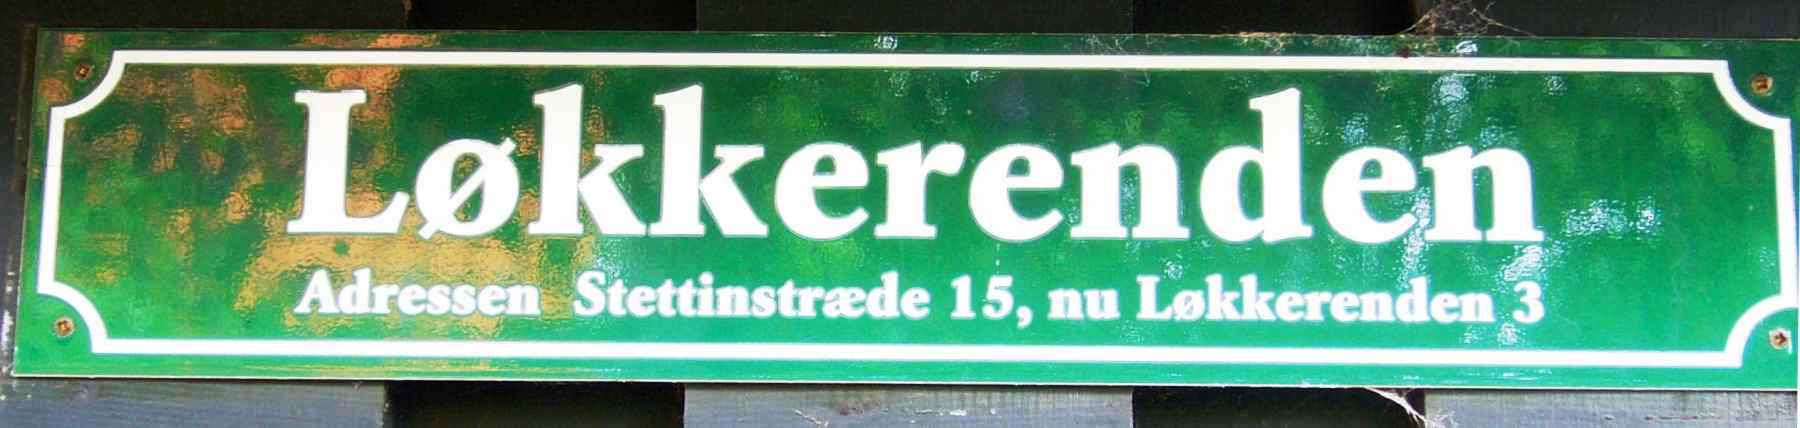 Løkkerenden
Adressen Stettinstræde 15, nu Løkkerenden 3